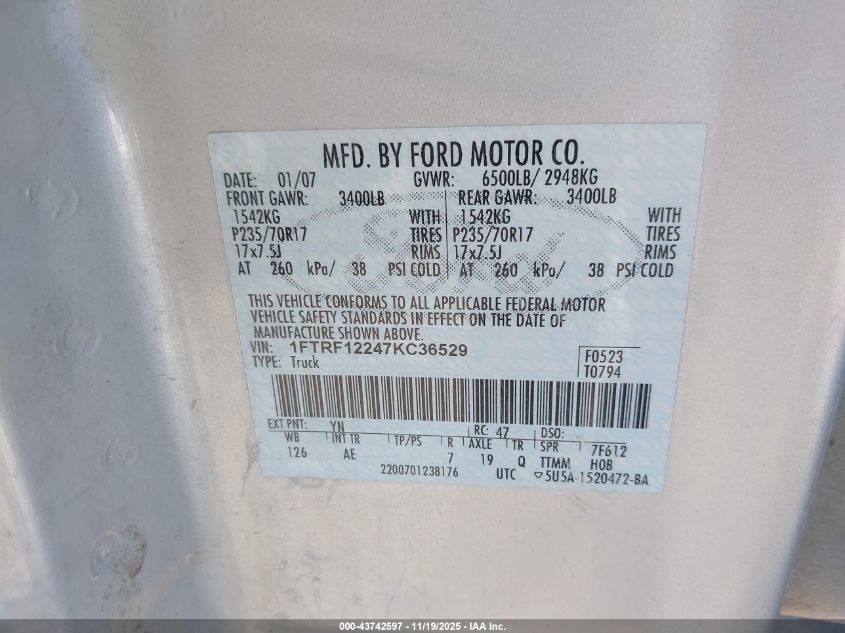 MFD. BY FORD MOTOR CO.
DATE: 01/07 GVWR: 6500LB/ 2948KG
FRONT GAWR: 3400LB REAR GAWR: 3400LB
1542KG WITH 1542KG WITH
P235/70R17 TIRES P235/70R17 TIRES
17x7.5J RIMS 17x7.5J RIMS
AT 260 kPa/ 38 PSI COLD AT 260 kPa/ 38 PSI COLD
Ford
THIS VEHICLE CONFORMS TO ALL APPLICABLE FEDERAL MOTOR
VEHICLE SAFETY STANDARDS IN EFFECT ON THE DATE OF
MANUFACTURE SHOWN ABOVE.
VIN: 1FTRF12247KC36529 F0523
TYPE: Truck T0794
EXT PNT: YN RC: 47 DSO:
WB INT TR TP/PS R AXLE TR SPR 7F612
126 AE 7 19 Q TTMM HOB
2200701238176 UTC ▽5U5A-1520472-BA
000-43742597 - 11/19/2025 - IAA Inc.